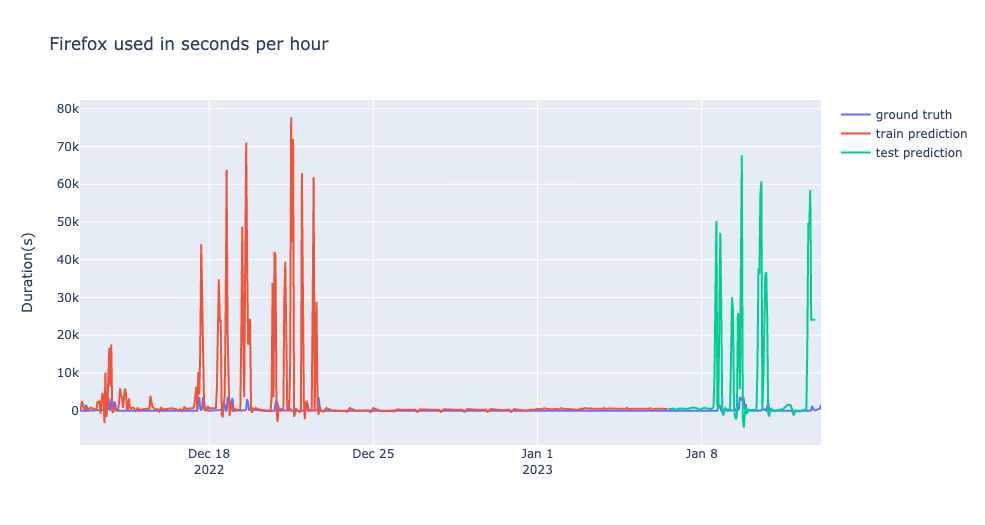 Firefox used in seconds per hour
ground truth
train prediction
test prediction
Duration(s)
80k
70k
60k
50k
40k
30k
20k
10k
0
Dec 18
2022
Dec 25
Jan 1
2023
Jan 8